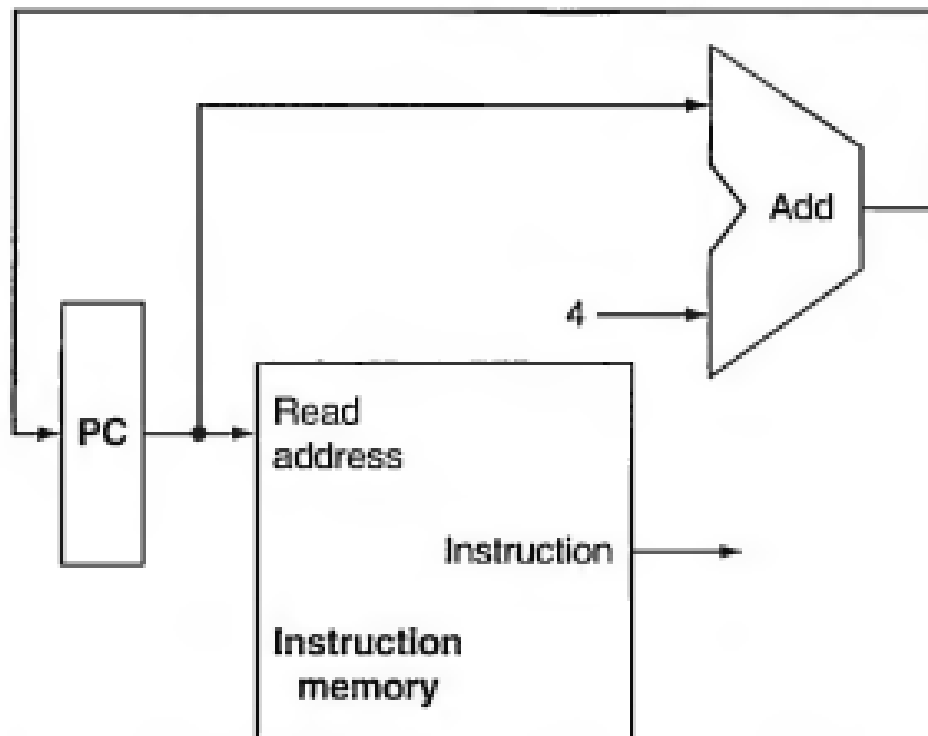 Add
4
PC
Read
address
Instruction
Instruction
memory